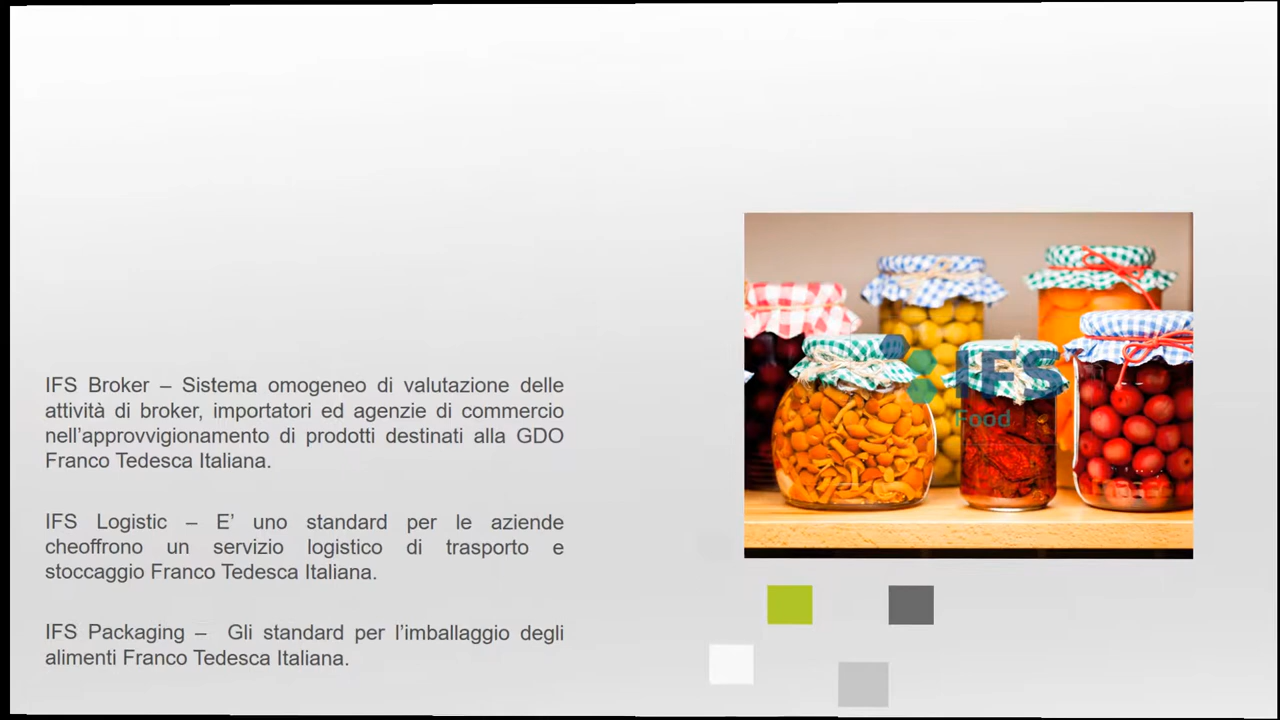 IFS Broker – Sistema omogeneo di valutazione delle
attività di broker, importatori ed agenzie di commercio
nell’approvvigionamento di prodotti destinati alla GDO
Franco Tedesca Italiana.
IFS Logistic – E’ uno standard per le aziende
cheoffrono un servizio logistico di trasporto e
stoccaggio Franco Tedesca Italiana.
IFS Packaging – Gli standard per l’imballaggio degli
alimenti Franco Tedesca Italiana.
IFS
Food